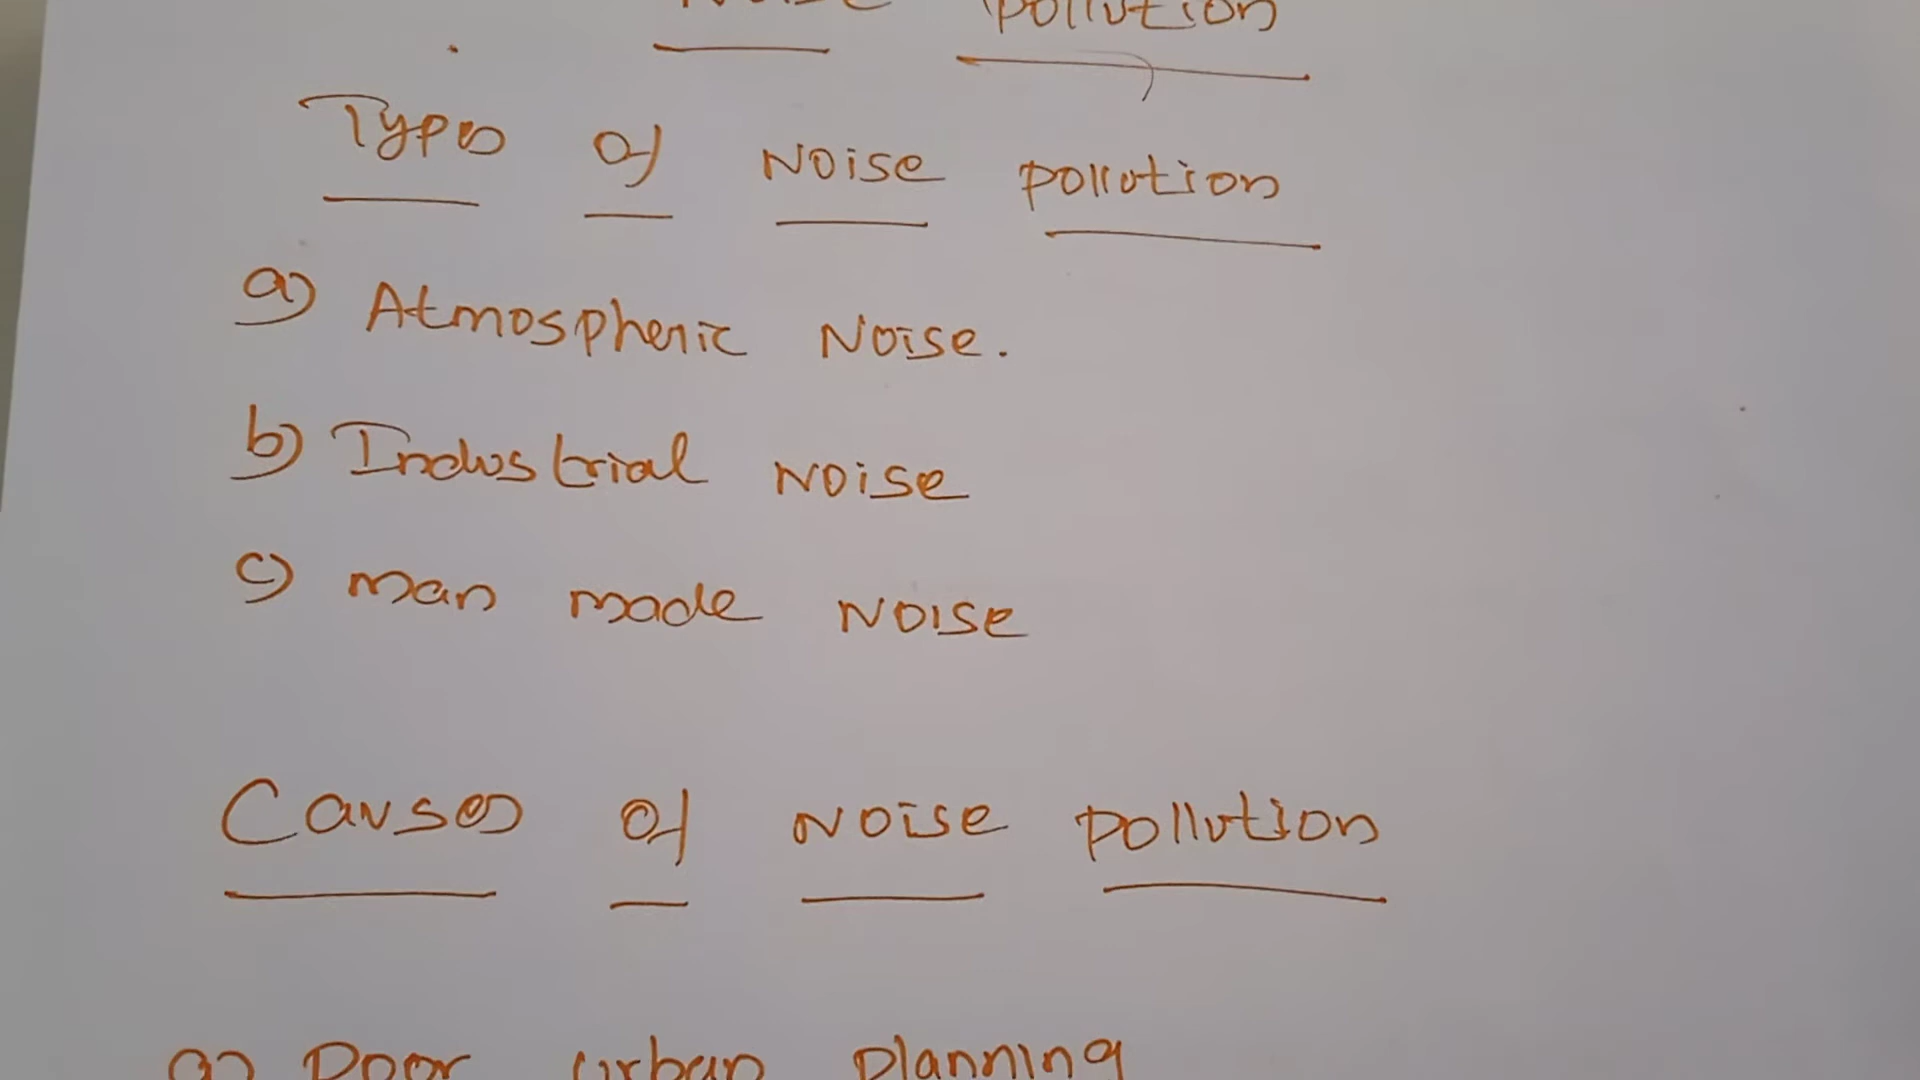 Noise pollution
Types of Noise pollution
a) Atmospheric Noise.
b) Industrial Noise
c) man made Noise
Causes of Noise pollution
a) Poor urban planning